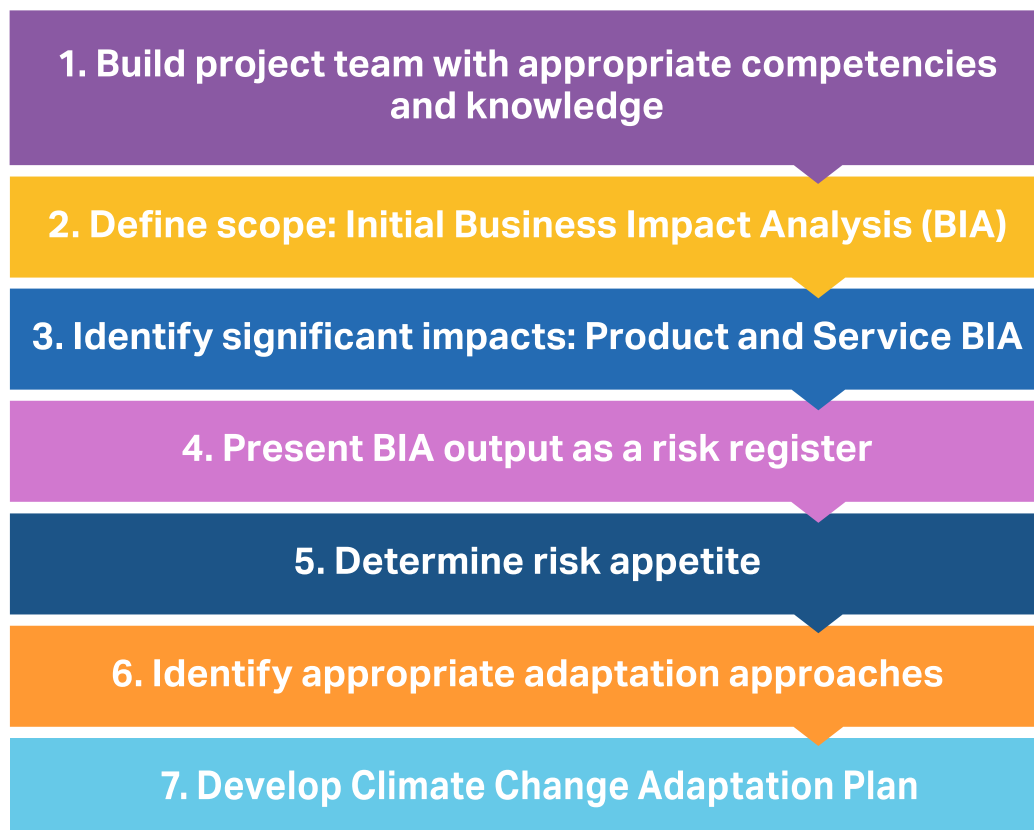 1. Build project team with appropriate competencies
and knowledge
2. Define scope: Initial Business Impact Analysis (BIA)
3. Identify significant impacts: Product and Service BIA
4. Present BIA output as a risk register
5. Determine risk appetite
6. Identify appropriate adaptation approaches
7. Develop Climate Change Adaptation Plan